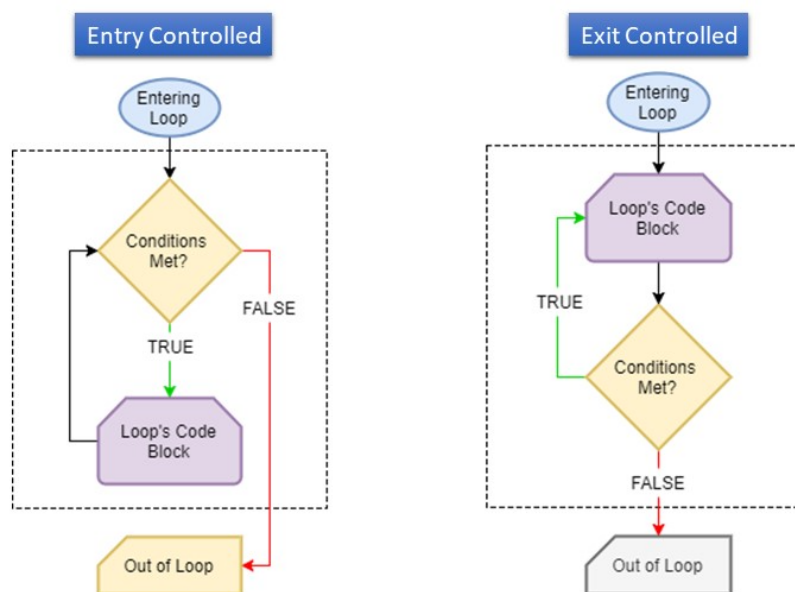 Entry Controlled
Entering
Loop
Conditions
Met?
FALSE
TRUE
Loop's Code
Block
Out of Loop
Exit Controlled
Entering
Loop
Loop's Code
Block
TRUE
Conditions
Met?
FALSE
Out of Loop